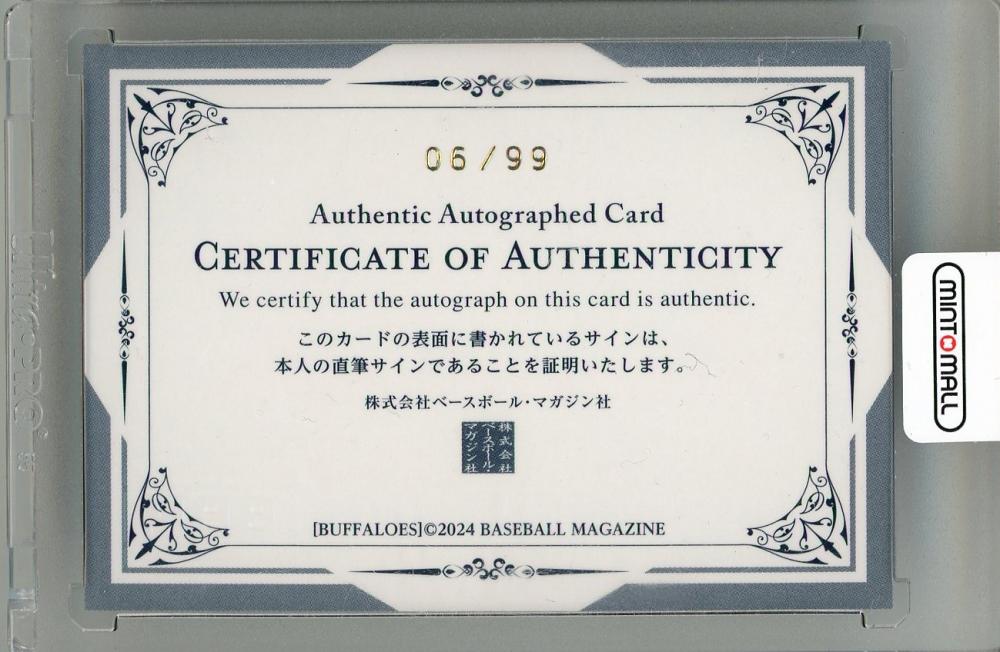 06/99
Authentic Autographed Card
CERTIFICATE OF AUTHENTICITY
We certify that the autograph on this card is authentic.
このカードの表面に書かれているサインは、
本人の直筆サインであることを証明いたします。
株式会社ベースボール・マガジン社
株式会社
ベースボール・
マガジン社
[BUFFALOES]©2024 BASEBALL MAGAZINE
MINTMALL
UltraPRO